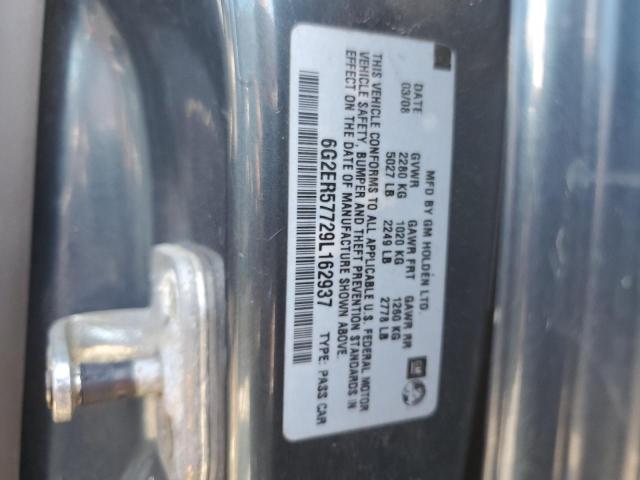 MFD BY GM HOLDEN LTD.
DATE GVWR GAWR FRT GAWR RR
03/08 2280 KG 1020 KG 1260 KG
5027 LB 2249 LB 2778 LB
THIS VEHICLE CONFORMS TO ALL APPLICABLE U.S. FEDERAL MOTOR
VEHICLE SAFETY, BUMPER AND THEFT PREVENTION STANDARDS IN
EFFECT ON THE DATE OF MANUFACTURE SHOWN ABOVE.
6G2ER57729L162937 TYPE: PASS CAR
GM